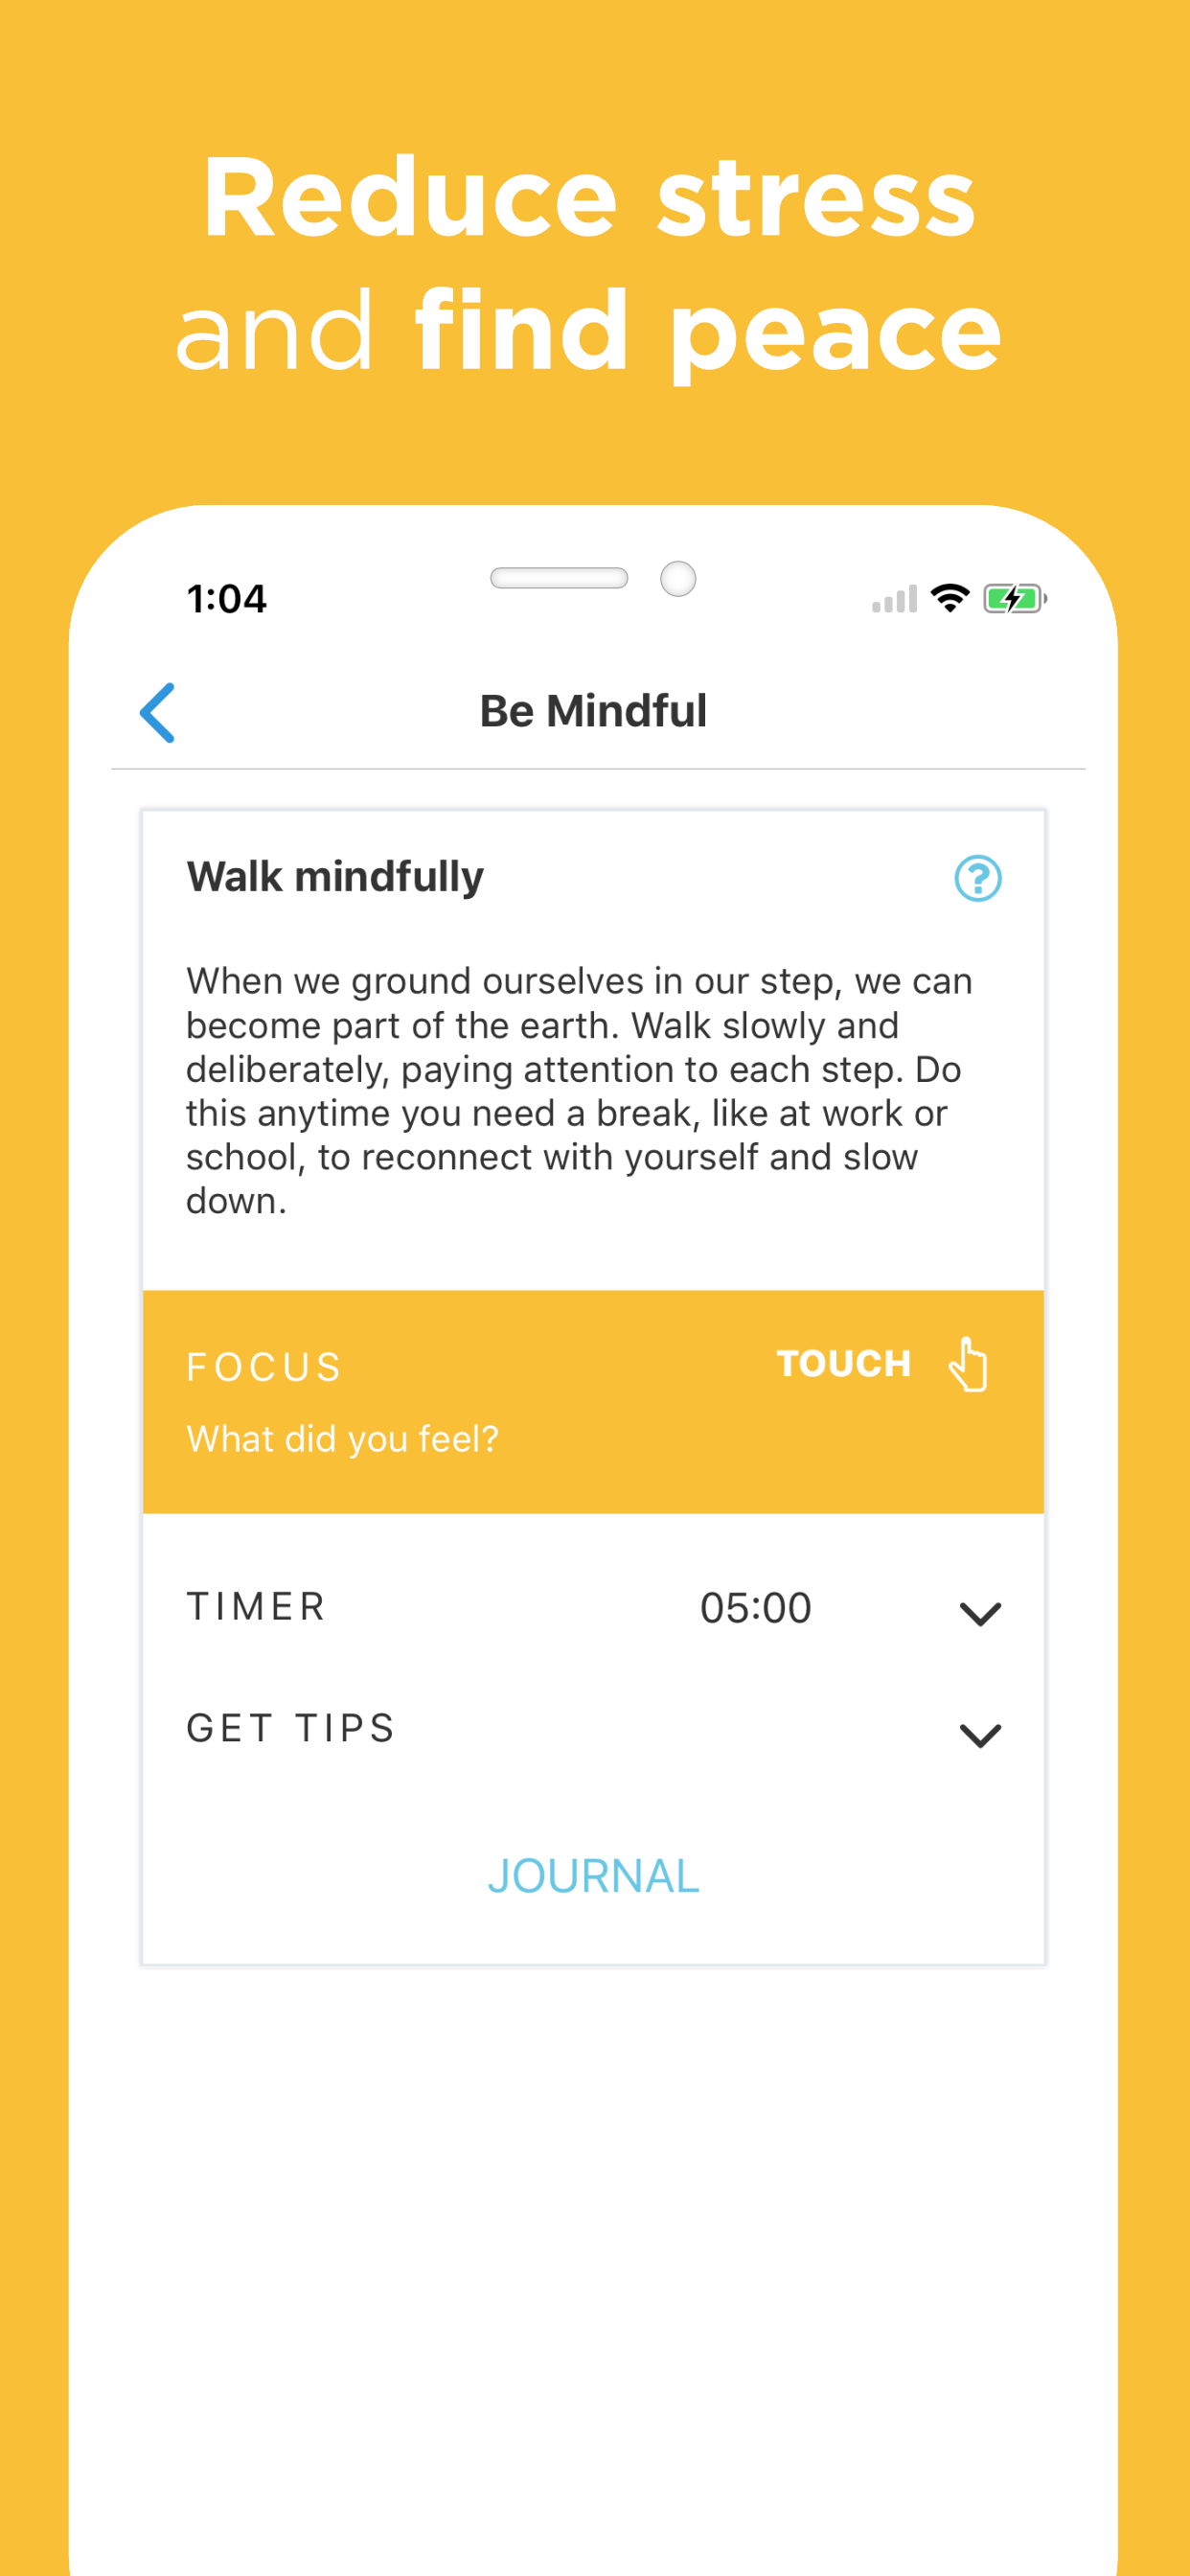 Reduce stress
and find peace
1:04
Be Mindful
Walk mindfully
When we ground ourselves in our step, we can
become part of the earth. Walk slowly and
deliberately, paying attention to each step. Do
this anytime you need a break, like at work or
school, to reconnect with yourself and slow
down.
FOCUS
TOUCH
What did you feel?
TIMER 05:00
GET TIPS
JOURNAL